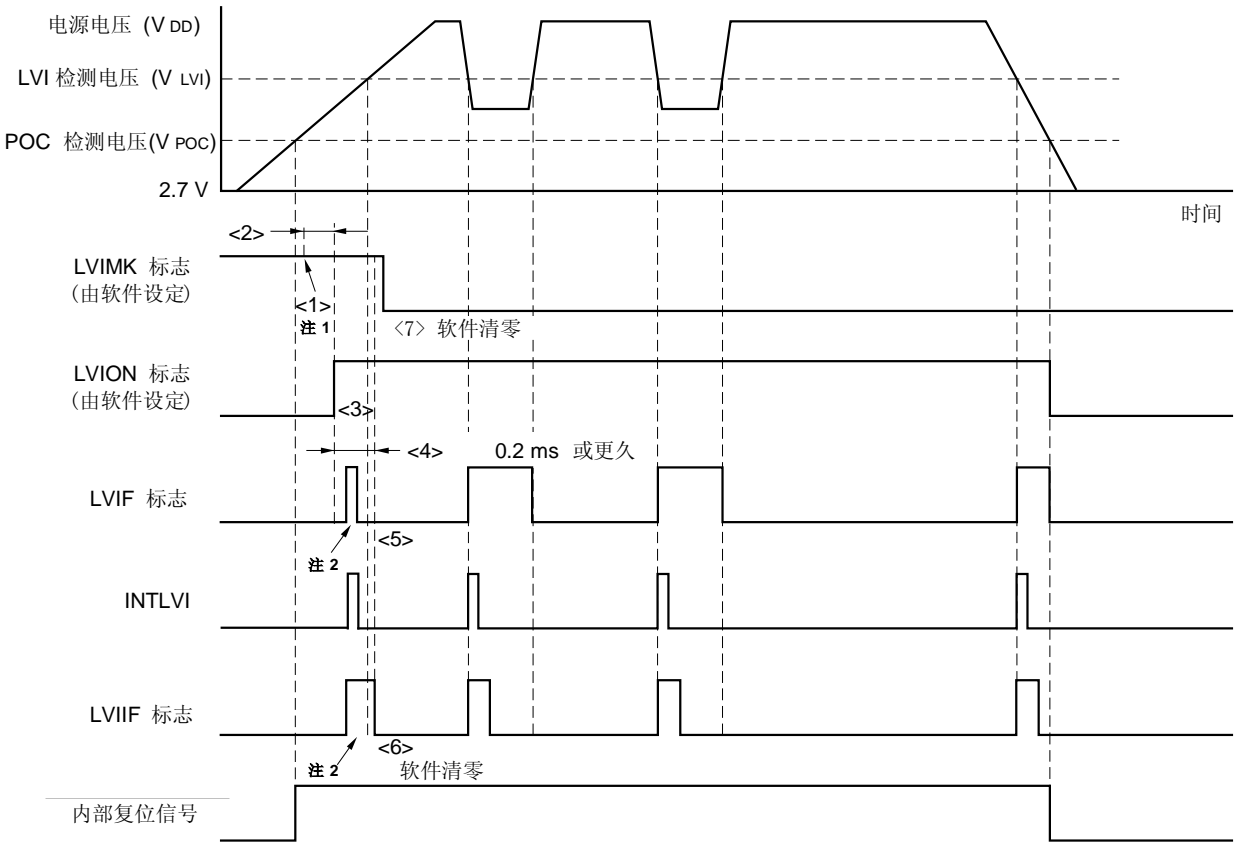 电源电压 (V DD)
LVI 检测电压 (V LVI)
POC 检测电压(V POC)
2.7 V
时间
<2>
LVIMK 标志
(由软件设定)
<1>
注 1
<7> 软件清零
LVION 标志
(由软件设定)
<3>
<4>
0.2 ms 或更久
LVIF 标志
<5>
注 2
INTLVI
LVIIF 标志
<6>
注 2
软件清零
内部复位信号